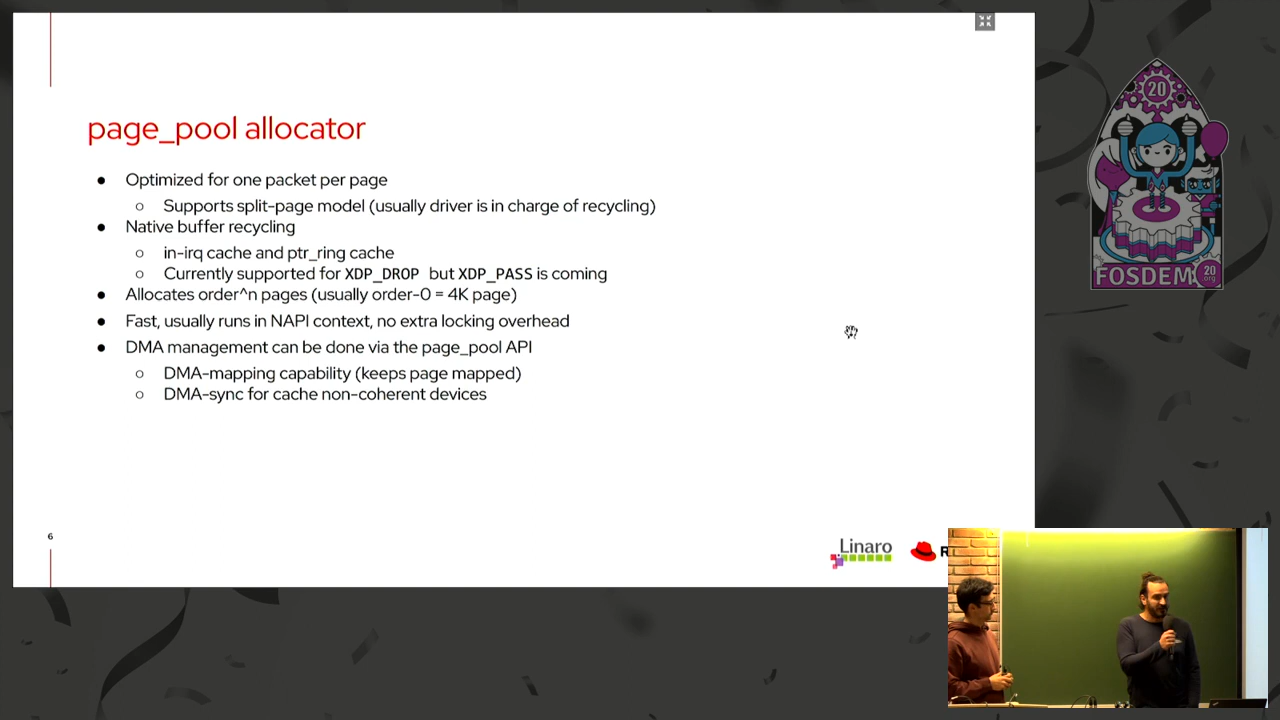 page_pool allocator
● Optimized for one packet per page
○ Supports split-page model (usually driver is in charge of recycling)
● Native buffer recycling
○ in-irq cache and ptr_ring cache
○ Currently supported for XDP_DROP but XDP_PASS is coming
● Allocates order^n pages (usually order-0 = 4K page)
● Fast, usually runs in NAPI context, no extra locking overhead
● DMA management can be done via the page_pool API
○ DMA-mapping capability (keeps page mapped)
○ DMA-sync for cache non-coherent devices
6
Linaro
R
20
FOSDEM
20
.org